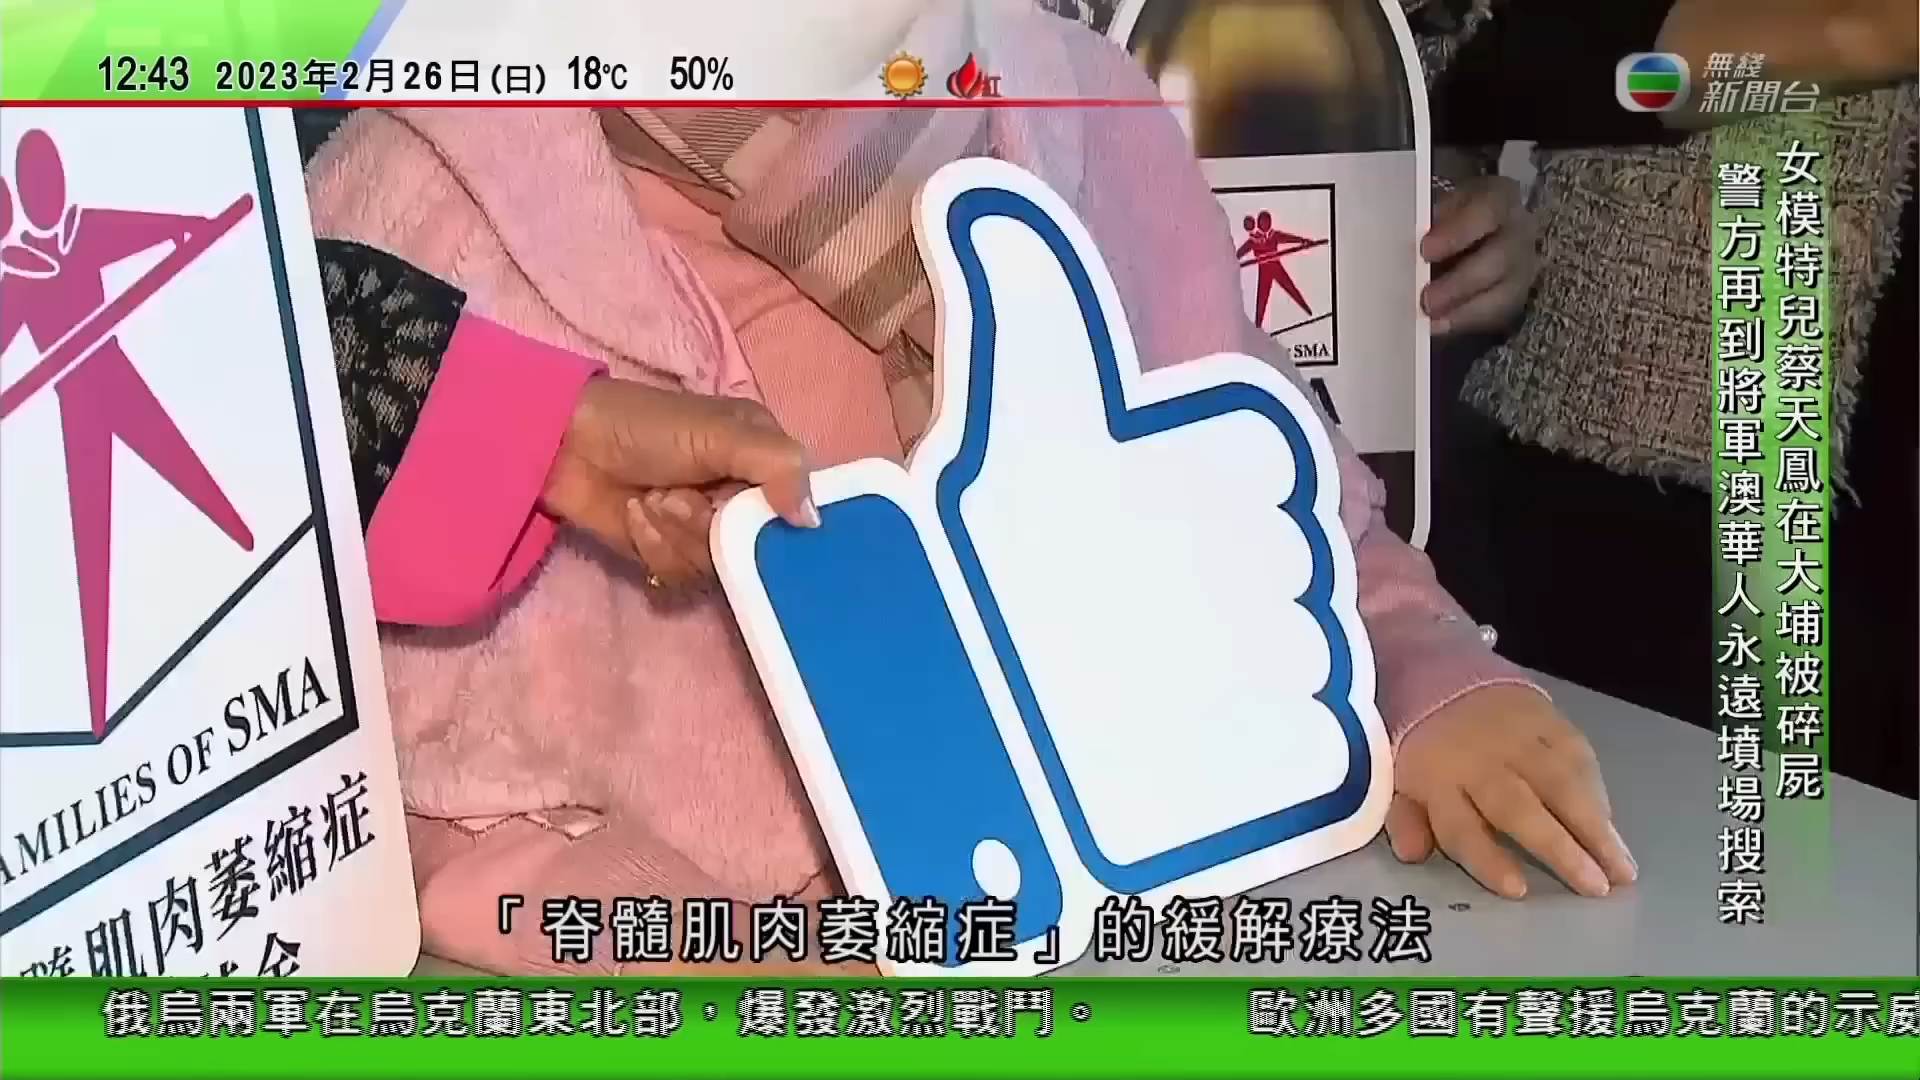 12:43 2023年2月26日(日) 18℃ 50%
紅
無綫
新聞台
女模特兒蔡天鳳在大埔被碎屍
警方再到將軍澳華人永遠墳場搜索
SMA
AMILIES OF SMA
肌肉萎縮症
「脊髓肌肉萎縮症」的緩解療法
俄烏兩軍在烏克蘭東北部，爆發激烈戰鬥。 歐洲多國有聲援烏克蘭的示威